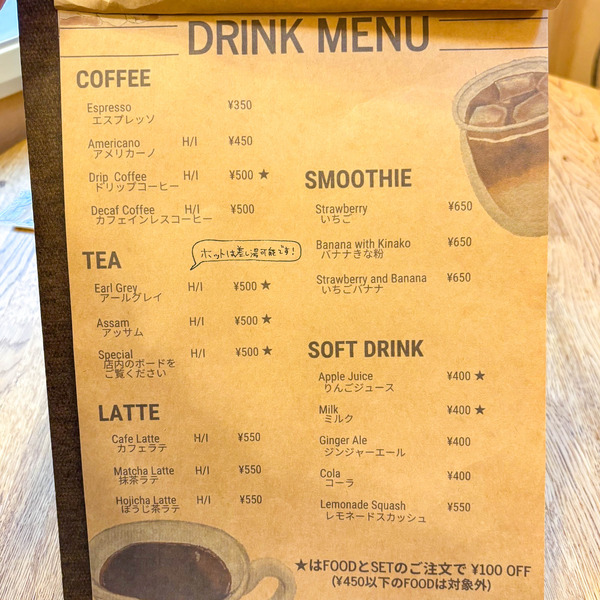 DRINK MENU
COFFEE
Espresso ¥350
エスプレッソ
Americano H/I ¥450
アメリカーノ
Drip Coffee H/I ¥500 ★
ドリップコーヒー
Decaf Coffee H/I ¥500
カフェインレスコーヒー
TEA
ホットは差し湯可能です!
Earl Grey H/I ¥500 ★
アールグレイ
Assam H/I ¥500 ★
アッサム
Special H/I ¥500 ★
店内のボードを
ご覧ください
LATTE
Cafe Latte H/I ¥550
カフェラテ
Matcha Latte H/I ¥550
抹茶ラテ
Hojicha Latte H/I ¥550
ほうじ茶ラテ
SMOOTHIE
Strawberry ¥650
いちご
Banana with Kinako ¥650
バナナきな粉
Strawberry and Banana ¥650
いちごバナナ
SOFT DRINK
Apple Juice ¥400 ★
りんごジュース
Milk ¥400 ★
ミルク
Ginger Ale ¥400
ジンジャーエール
Cola ¥400
コーラ
Lemonade Squash ¥550
レモネードスカッシュ
★はFOODとSETのご注文で ¥100 OFF
(¥450以下のFOODは対象外)